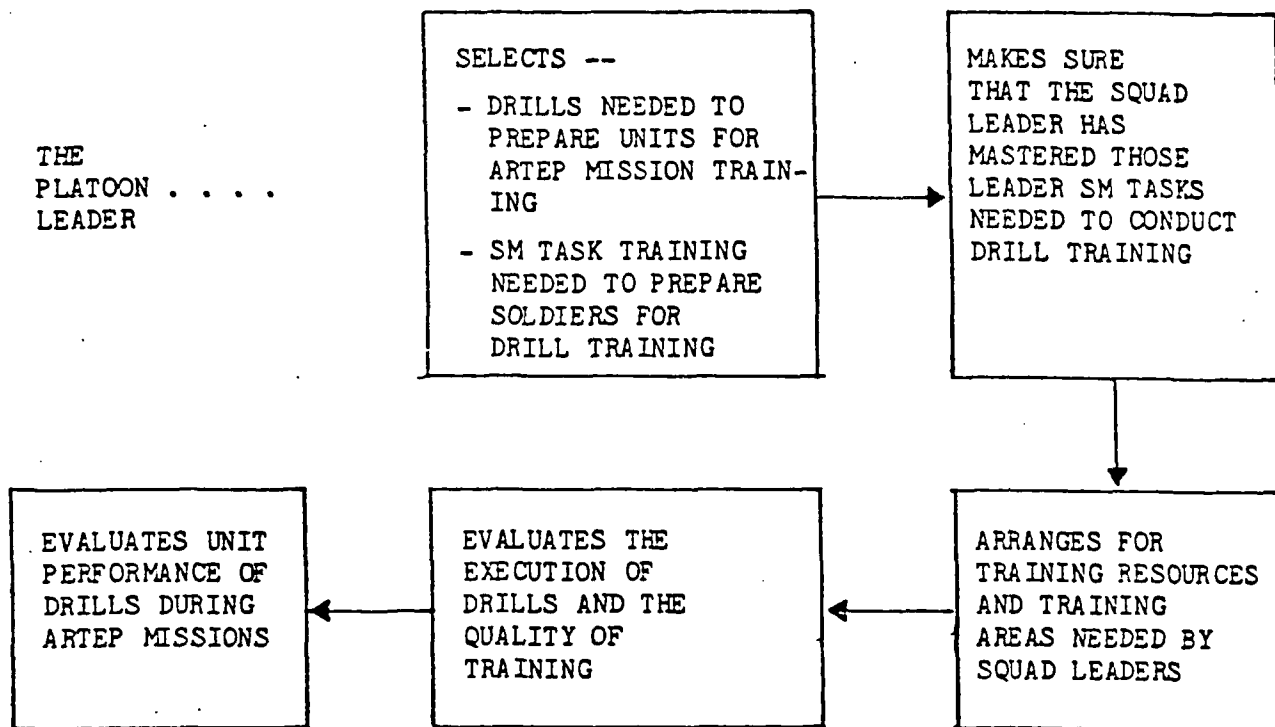 THE
PLATOON . . . .
LEADER
SELECTS --
- DRILLS NEEDED TO
PREPARE UNITS FOR
ARTEP MISSION TRAIN-
ING
- SM TASK TRAINING
NEEDED TO PREPARE
SOLDIERS FOR
DRILL TRAINING
MAKES SURE
THAT THE SQUAD
LEADER HAS
MASTERED THOSE
LEADER SM TASKS
NEEDED TO CONDUCT
DRILL TRAINING
ARRANGES FOR
TRAINING RESOURCES
AND TRAINING
AREAS NEEDED BY
SQUAD LEADERS
EVALUATES THE
EXECUTION OF
DRILLS AND THE
QUALITY OF
TRAINING
EVALUATES UNIT
PERFORMANCE OF
DRILLS DURING
ARTEP MISSIONS